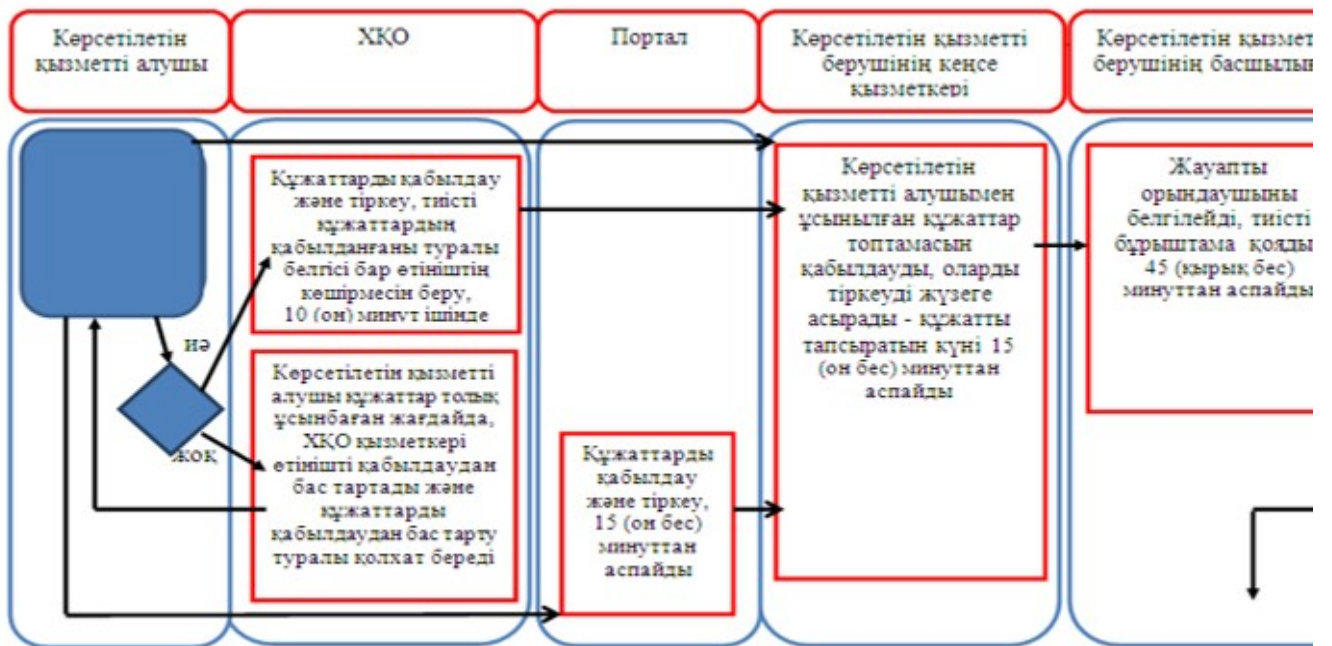 Көрсетілетін
қызметті алушы
ХҚО
Портал
Көрсетілетін қызметті
берушінің кеңсе
қызметкері
Көрсетілетін қызмет
берушінің
Құжаттарды қабылдау
және тіркеу, тиісті
құжаттардың
қабылданғаны туралы
белгісі бар өтініштің
көшірмесін беру,
10 (он) минут ішінде
иә
жоқ
Көрсетілетін қызметті
алушы құжаттар толық
ұсынбаған жағдайда,
ХҚО қызметкері
өтінішті қабылдаудан
бас тартады және
құжаттарды
қабылдаудан бас тарту
туралы қолхат береді
Құжаттарды
қабылдау
және тіркеу,
15 (он бес)
минуттан
аспайды
Көрсетілетін
қызметті алушымен
ұсынылған құжаттар
топтамасын
қабылдауды, оларды
тіркеуді жүзеге
асырады - құжатты
тапсыратын күні 15
(он бес) минуттан
аспайды
Жауапты
орындаушыны
белгілейді, тиісті
бұрыштама қояды
45 (қырық бес)
минуттан аспайды